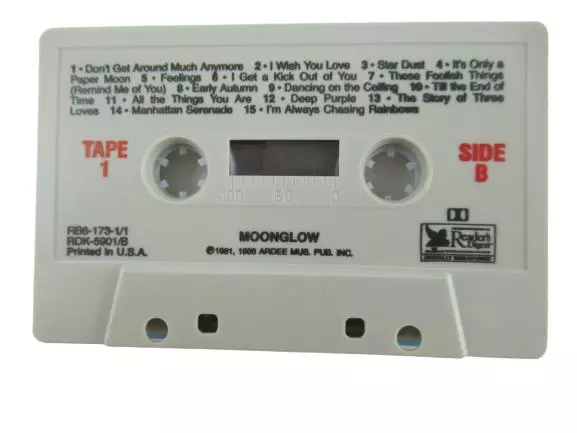 1 • Don't Get Around Much Anymore 2 • I Wish You Love 3 • Star Dust 4 • It's Only a
Paper Moon 5 • Feelings 6 • I Get a Kick Out of You 7 • These Foolish Things
(Remind Me of You) 8 • Early Autumn 9 • Dancing on the Ceiling 10 • Till the End of
Time 11 • All the Things You Are 12 • Deep Purple 13 • The Story of Three
Loves 14 • Manhattan Serenade 15 • I'm Always Chasing Rainbows
TAPE
1
SIDE
B
100 50 0
RB6-173-1/1
RDK-5901/B
Printed in U.S.A.
MOONGLOW
©1981, 1986 ARDEE MUS. PUB. INC.
Reader's
Digest
DIGITALLY REMASTERED